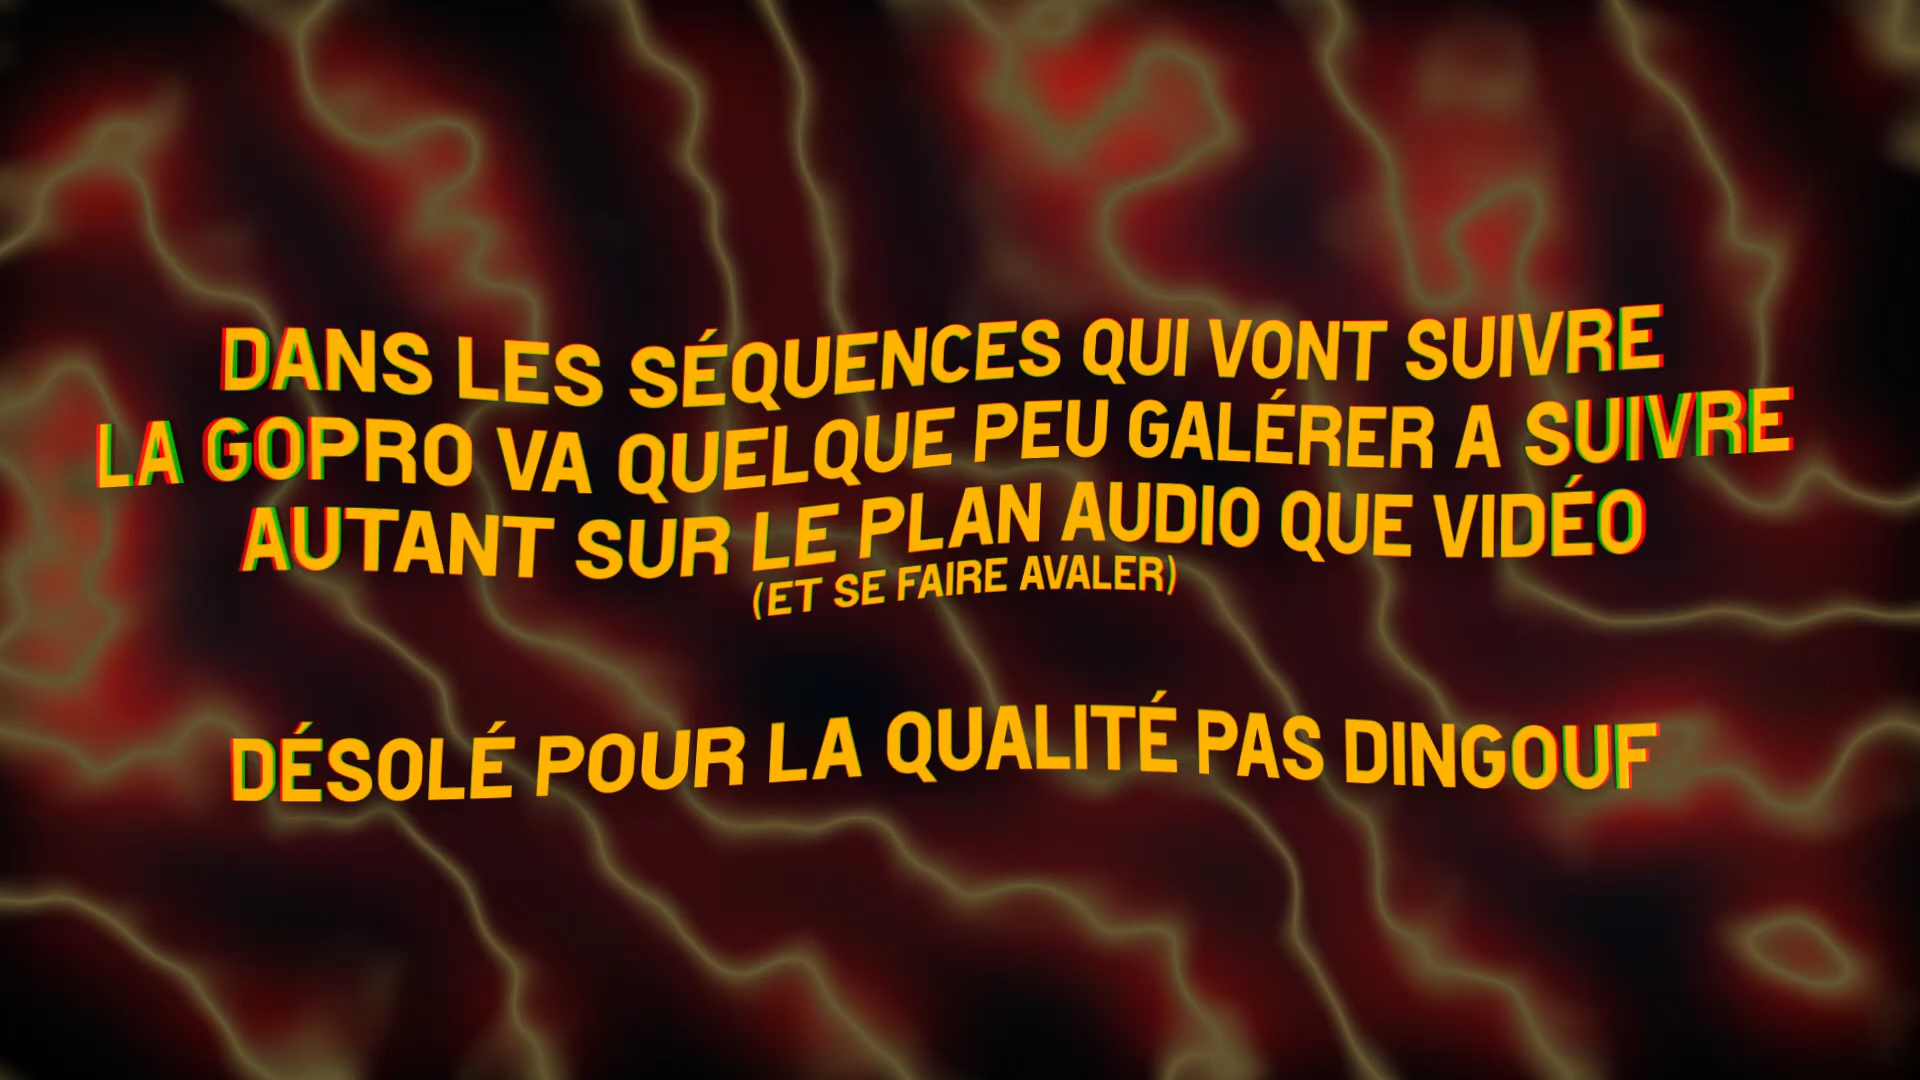 DANS LES SÉQUENCES QUI VONT SUIVRE
LA GOPRO VA QUELQUE PEU GALÉRER A SUIVRE
AUTANT SUR LE PLAN AUDIO QUE VIDÉO
(ET SE FAIRE AVALER)
DÉSOLÉ POUR LA QUALITÉ PAS DINGOUF